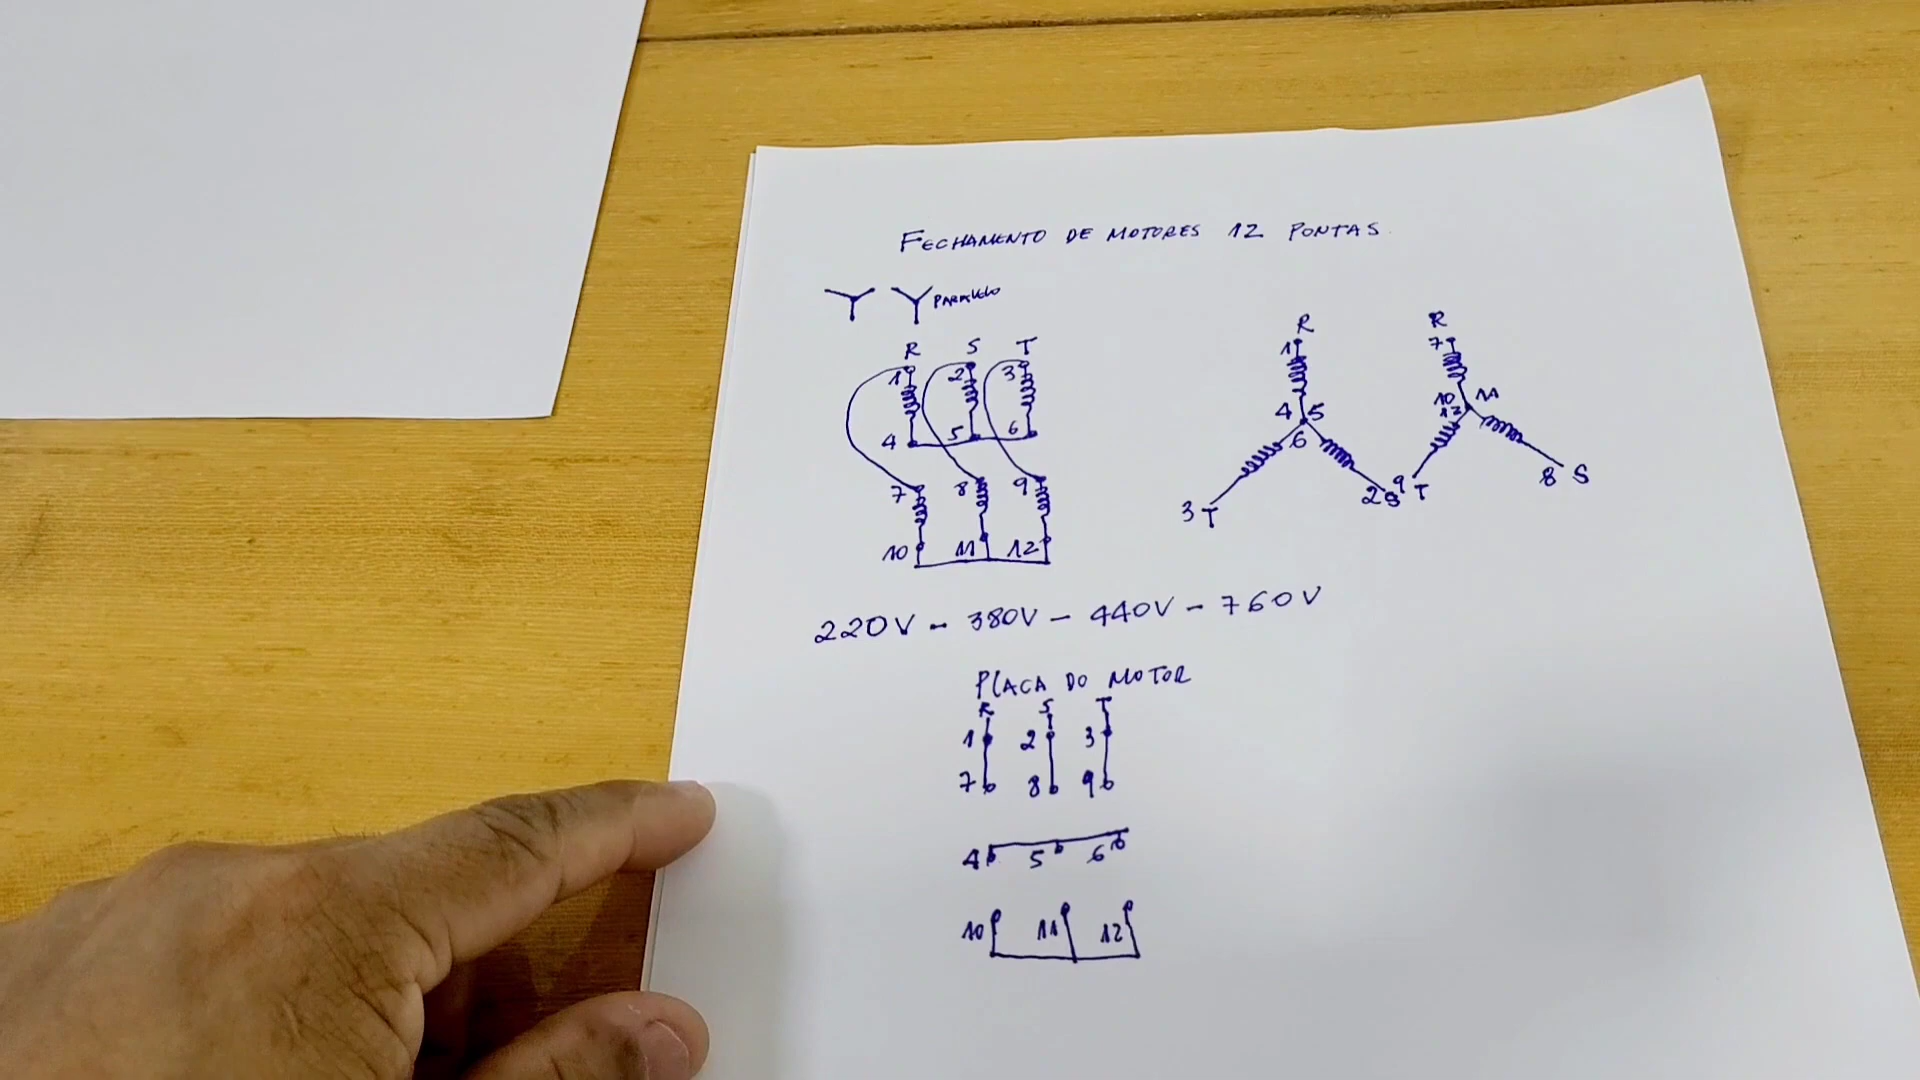 FECHAMENTO DE MOTORES 12 PONTAS
PARALELO
R S T
1 2 3
4 5 6
7 8 9
10 11 12
R
1
4 5
6
3 T
2 S
R
7
10 11
12
9 T
8 S
220V - 380V - 440V - 760V
PLACA DO MOTOR
R S T
1 2 3
7 8 9
4 5 6
10 11 12